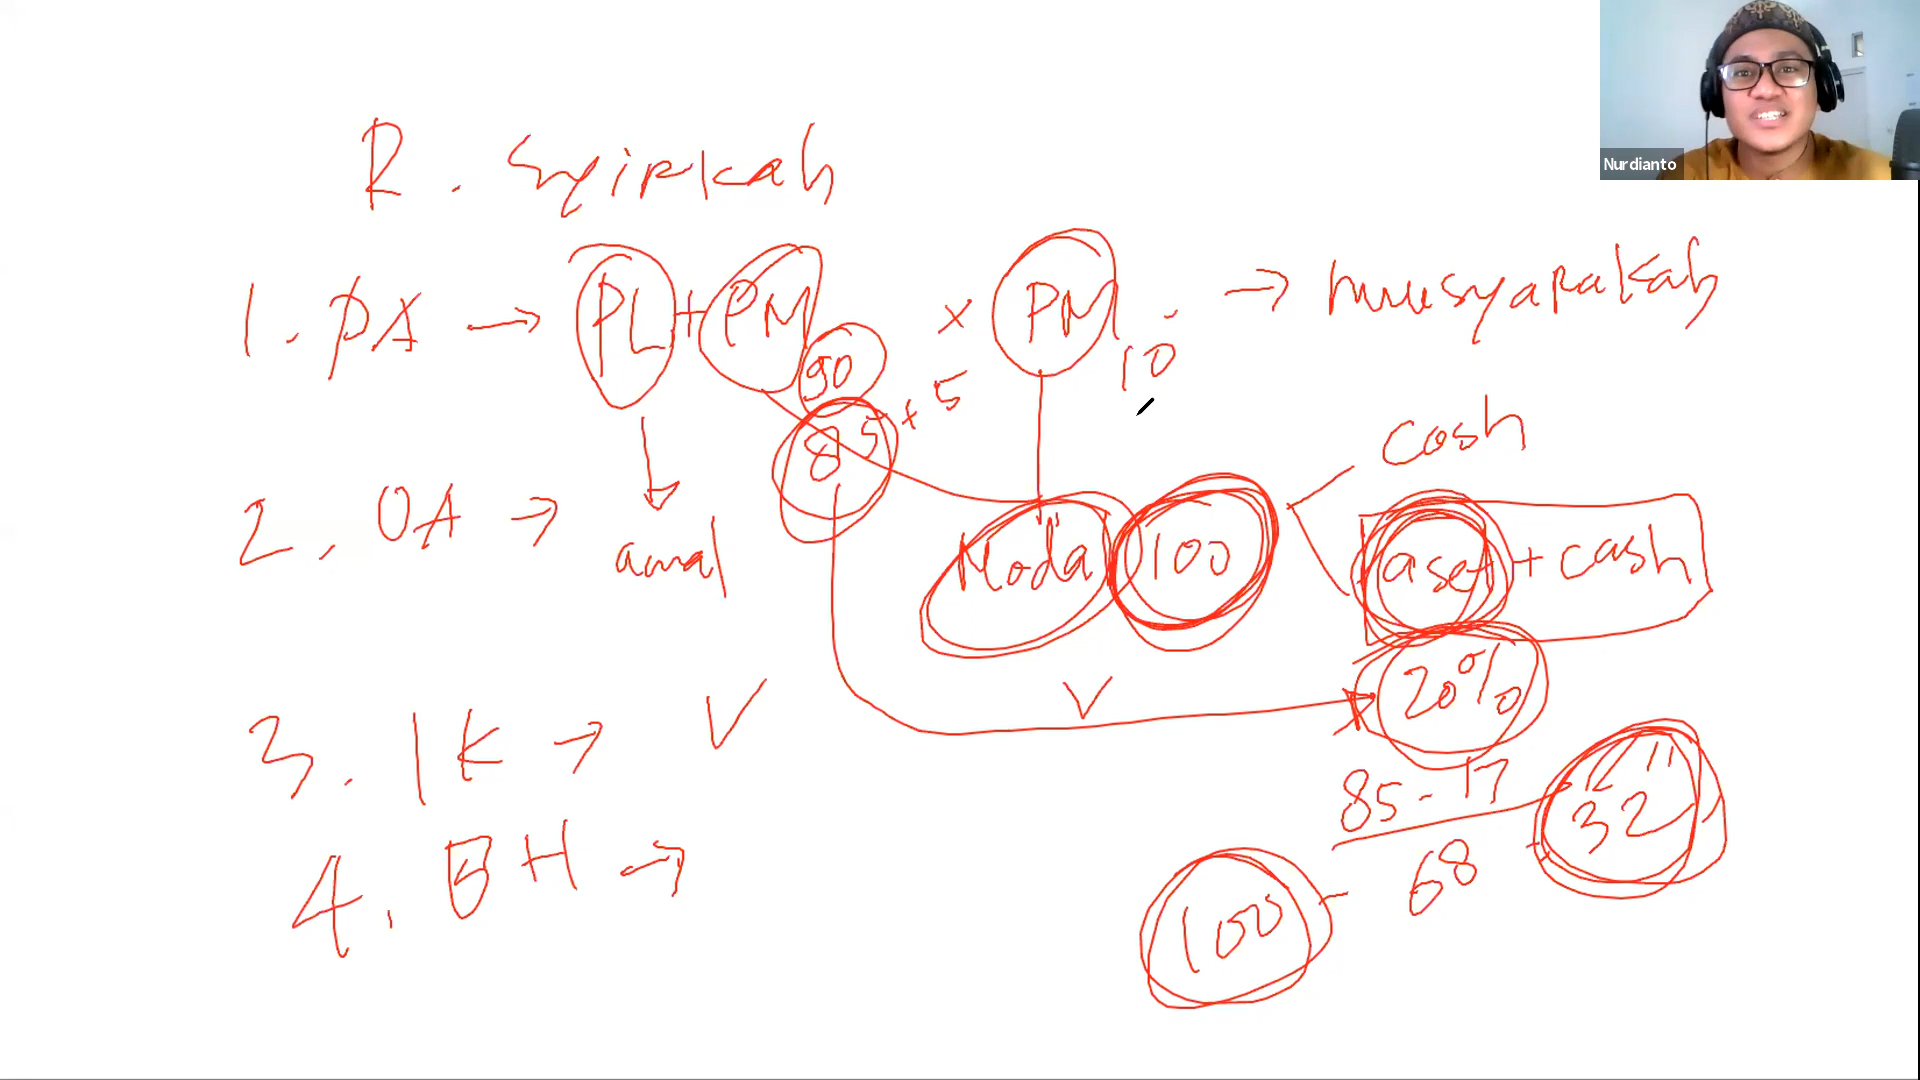 Nurdianto
R. Syirkah
1. PA → PL + PM x PM → musyarakah
90
10
85 + 5
cash
2. OA →
amal
Modal 100
aset + cash
20%
3. IK → V
V
85 - 17
32
68
4. BH →
100 -